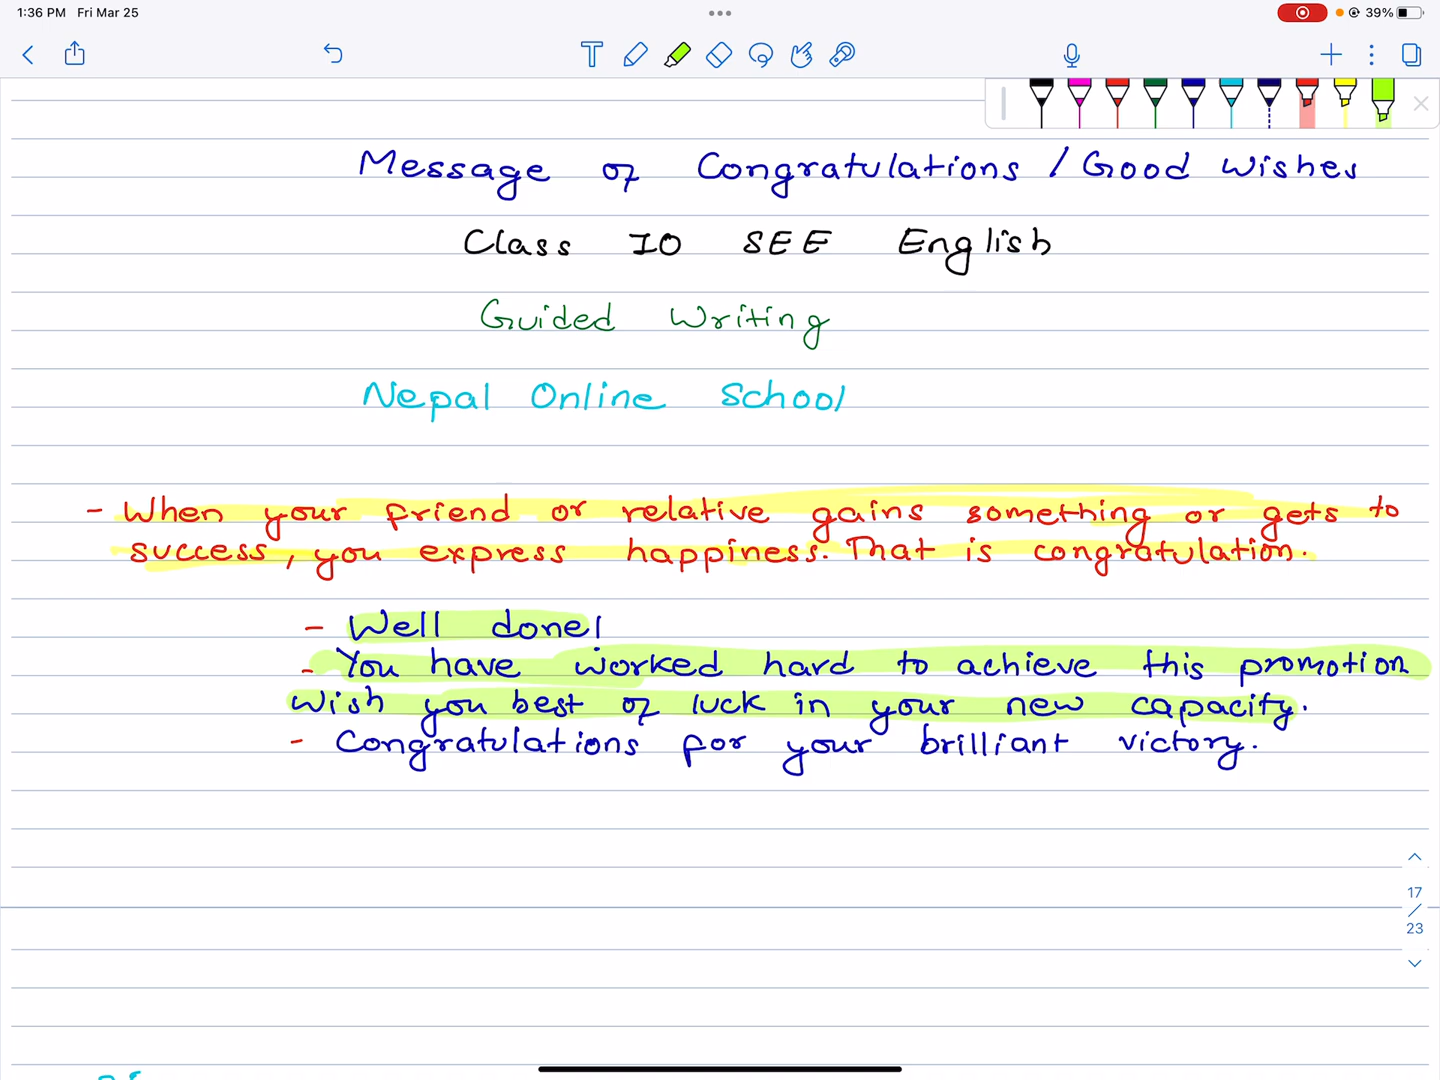 1:36 PM Fri Mar 25
39%
Message of Congratulations / Good wishes
Class 10 SEE English
Guided Writing
Nepal Online School
- When your friend or relative gains something or gets to
success, you express happiness. That is congratulation.
- Well done!
- You have worked hard to achieve this promotion
wish you best of luck in your new capacity.
- Congratulations for your brilliant victory.
17
/
23